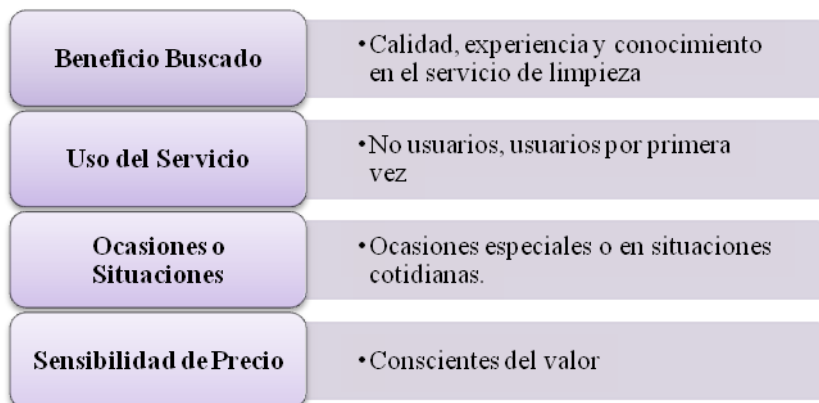 Beneficio Buscado
•Calidad, experiencia y conocimiento
en el servicio de limpieza
Uso del Servicio
•No usuarios, usuarios por primera
vez
Ocasiones o
Situaciones
•Ocasiones especiales o en situaciones
cotidianas.
Sensibilidad de Precio
•Conscientes del valor